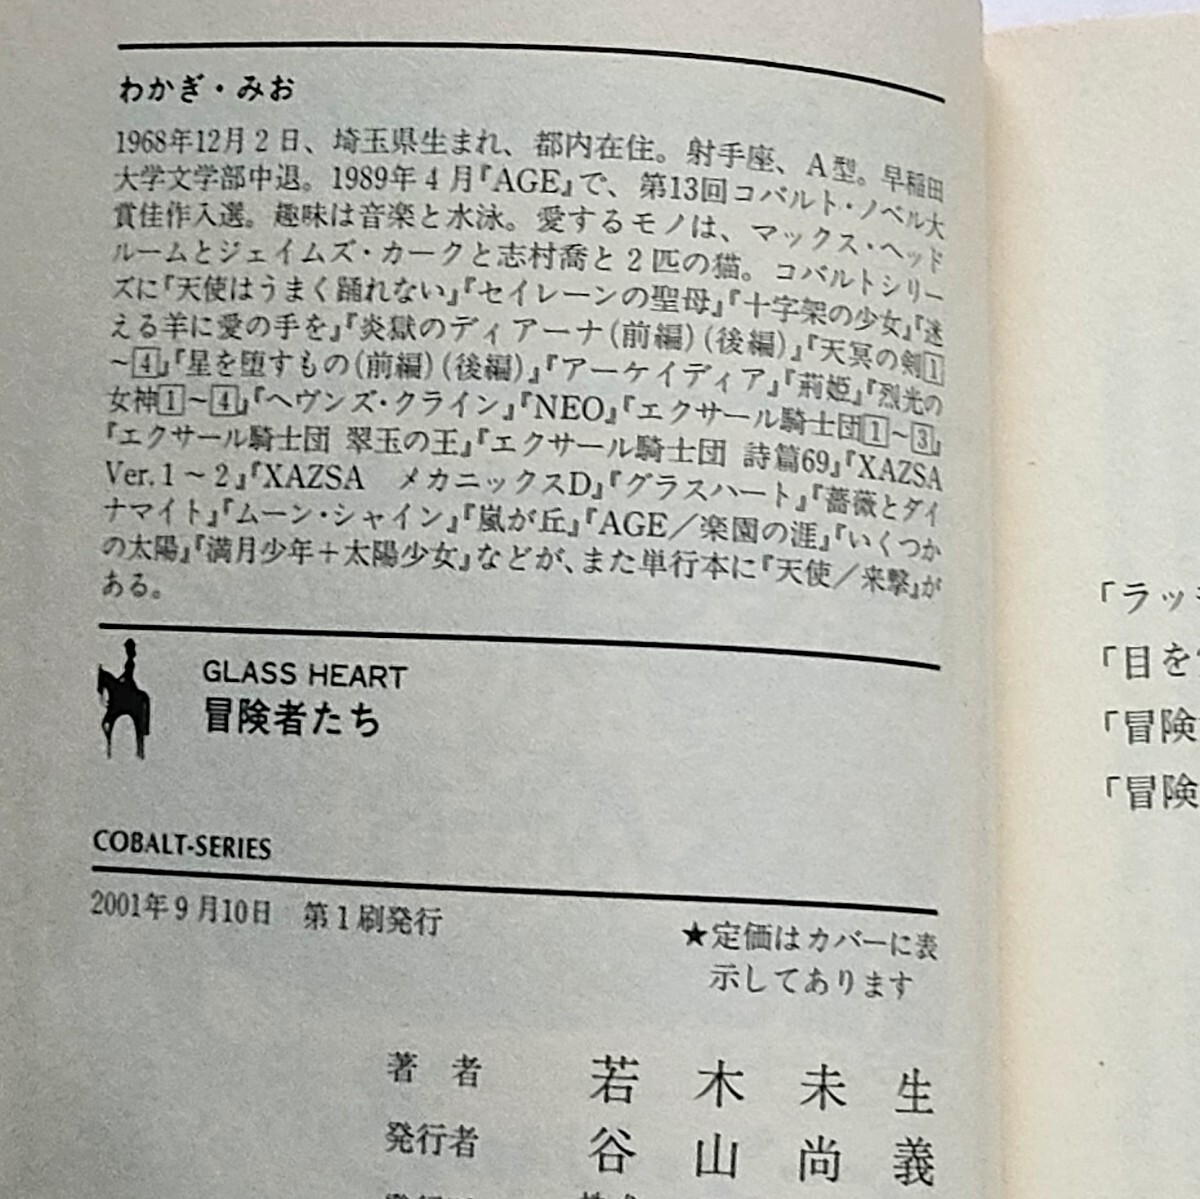 わかぎ・みお
1968年12月2日、埼玉県生まれ、都内在住。射手座、A型。早稲田
大学文学部中退。1989年4月『AGE』で、第13回コバルト・ノベル大
賞佳作入選。趣味は音楽と水泳。愛するモノは、マックス・ヘッド
ルームとジェイムズ・カークと志村喬と2匹の猫。コバルトシリー
ズに『天使はうまく踊れない』『セイレーンの聖母』『十字架の少女』『迷
える羊に愛の手を』『炎獄のディアーナ(前編)(後編)』『天冥の剣1
~4』『星を堕すもの(前編)(後編)』『アーケイディア』『荊姫』『烈光の
女神1~4』『ヘヴンズ・クライン』『NEO』『エクサール騎士団1~3』
『エクサール騎士団 翠玉の王』『エクサール騎士団 詩篇69』『XAZSA
Ver.1~2』『XAZSA メカニックスD』『グラスハート』『薔薇とダイ
ナマイト』『ムーン・シャイン』『嵐が丘』『AGE/楽園の涯』『いくつか
の太陽』『満月少年+太陽少女』などが、また単行本に『天使/来撃』が
ある。
GLASS HEART
冒険者たち
COBALT-SERIES
2001年9月10日 第1刷発行
★定価はカバーに表
示してあります
著者 若木未生
発行者 谷山尚義
「ラッ
「目を
「冒険
「冒険